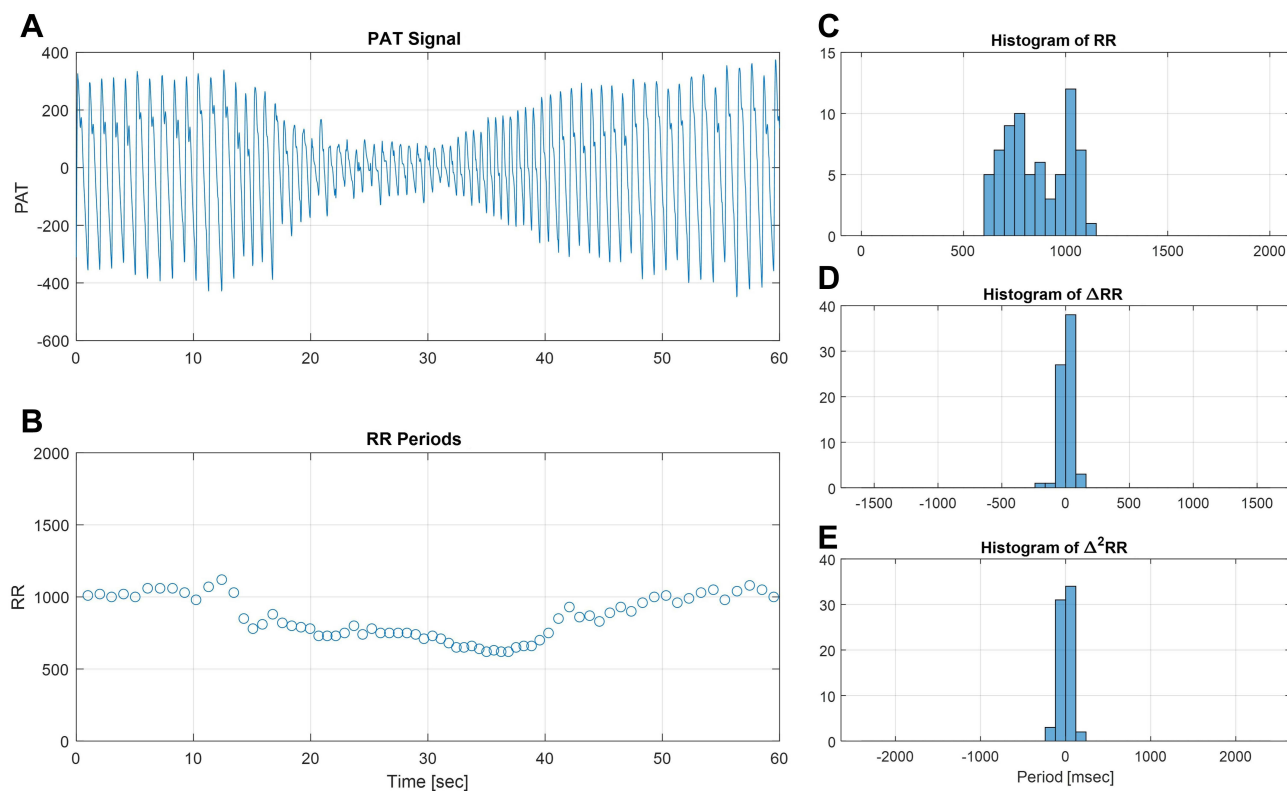 A
PAT Signal
400
200
0
-200
-400
-600
PAT
0 10 20 30 40 50 60
B
RR Periods
2000
1500
1000
500
0
RR
0 10 20 30 40 50 60
Time [sec]
C
Histogram of RR
15
10
5
0
0 500 1000 1500 2000
D
Histogram of ΔRR
40
30
20
10
0
-1500 -1000 -500 0 500 1000 1500
E
Histogram of Δ²RR
40
30
20
10
0
-2000 -1000 0 1000 2000
Period [msec]